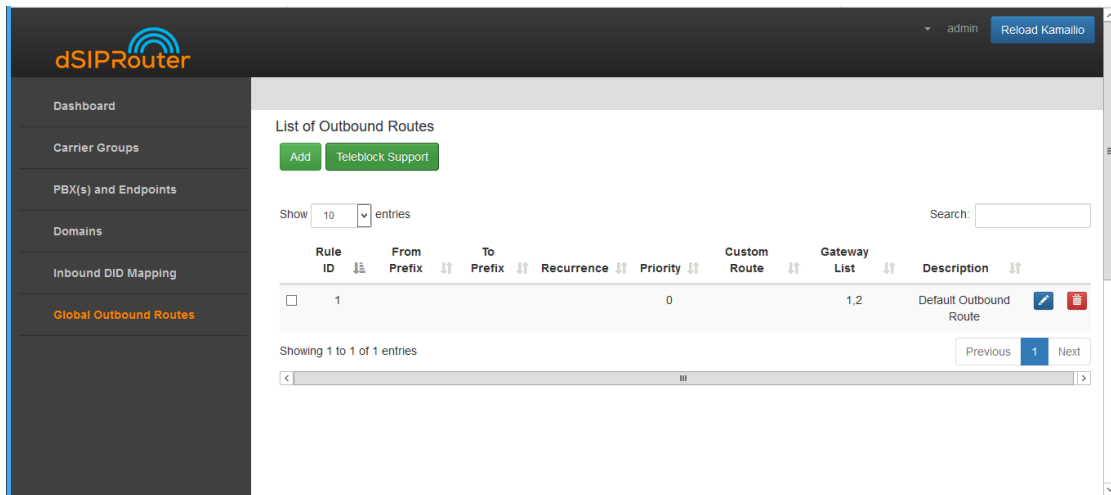 admin Reload Kamailio
dSIPRouter
Dashboard
Carrier Groups
PBX(s) and Endpoints
Domains
Inbound DID Mapping
Global Outbound Routes
List of Outbound Routes
Add Teleblock Support
Show 10 entries Search:
Rule From To Custom Gateway
ID Prefix Prefix Recurrence Priority Route List Description
1 0 1,2 Default Outbound
Route
Showing 1 to 1 of 1 entries Previous 1 Next